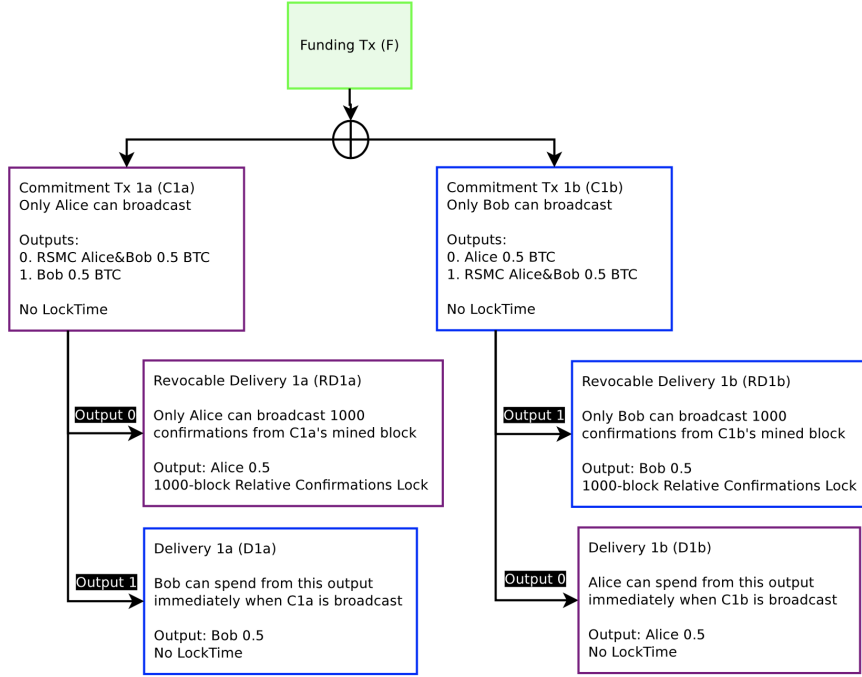 Funding Tx (F)
Commitment Tx 1a (C1a)
Only Alice can broadcast
Outputs:
0. RSMC Alice&Bob 0.5 BTC
1. Bob 0.5 BTC
No LockTime
Commitment Tx 1b (C1b)
Only Bob can broadcast
Outputs:
0. Alice 0.5 BTC
1. RSMC Alice&Bob 0.5 BTC
No LockTime
Output 0
Revocable Delivery 1a (RD1a)
Only Alice can broadcast 1000
confirmations from C1a's mined block
Output: Alice 0.5
1000-block Relative Confirmations Lock
Output 1
Revocable Delivery 1b (RD1b)
Only Bob can broadcast 1000
confirmations from C1b's mined block
Output: Bob 0.5
1000-block Relative Confirmations Lock
Output 1
Delivery 1a (D1a)
Bob can spend from this output
immediately when C1a is broadcast
Output: Bob 0.5
No LockTime
Output 0
Delivery 1b (D1b)
Alice can spend from this output
immediately when C1b is broadcast
Output: Alice 0.5
No LockTime